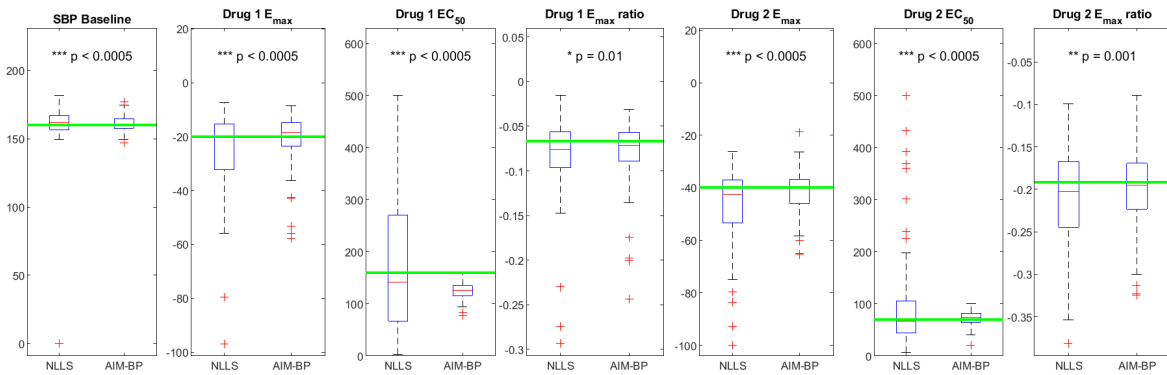 SBP Baseline
*** p < 0.0005
200
150
100
50
0
NLLS AIM-BP
Drug 1 Emax
*** p < 0.0005
20
0
-20
-40
-60
-80
-100
NLLS AIM-BP
Drug 1 EC50
*** p < 0.0005
600
500
400
300
200
100
0
NLLS AIM-BP
Drug 1 Emax ratio
* p = 0.01
0.05
0
-0.05
-0.1
-0.15
-0.2
-0.25
-0.3
NLLS AIM-BP
Drug 2 Emax
*** p < 0.0005
20
0
-20
-40
-60
-80
-100
NLLS AIM-BP
Drug 2 EC50
*** p < 0.0005
600
500
400
300
200
100
0
NLLS AIM-BP
Drug 2 Emax ratio
** p = 0.001
-0.05
-0.1
-0.15
-0.2
-0.25
-0.3
-0.35
NLLS AIM-BP